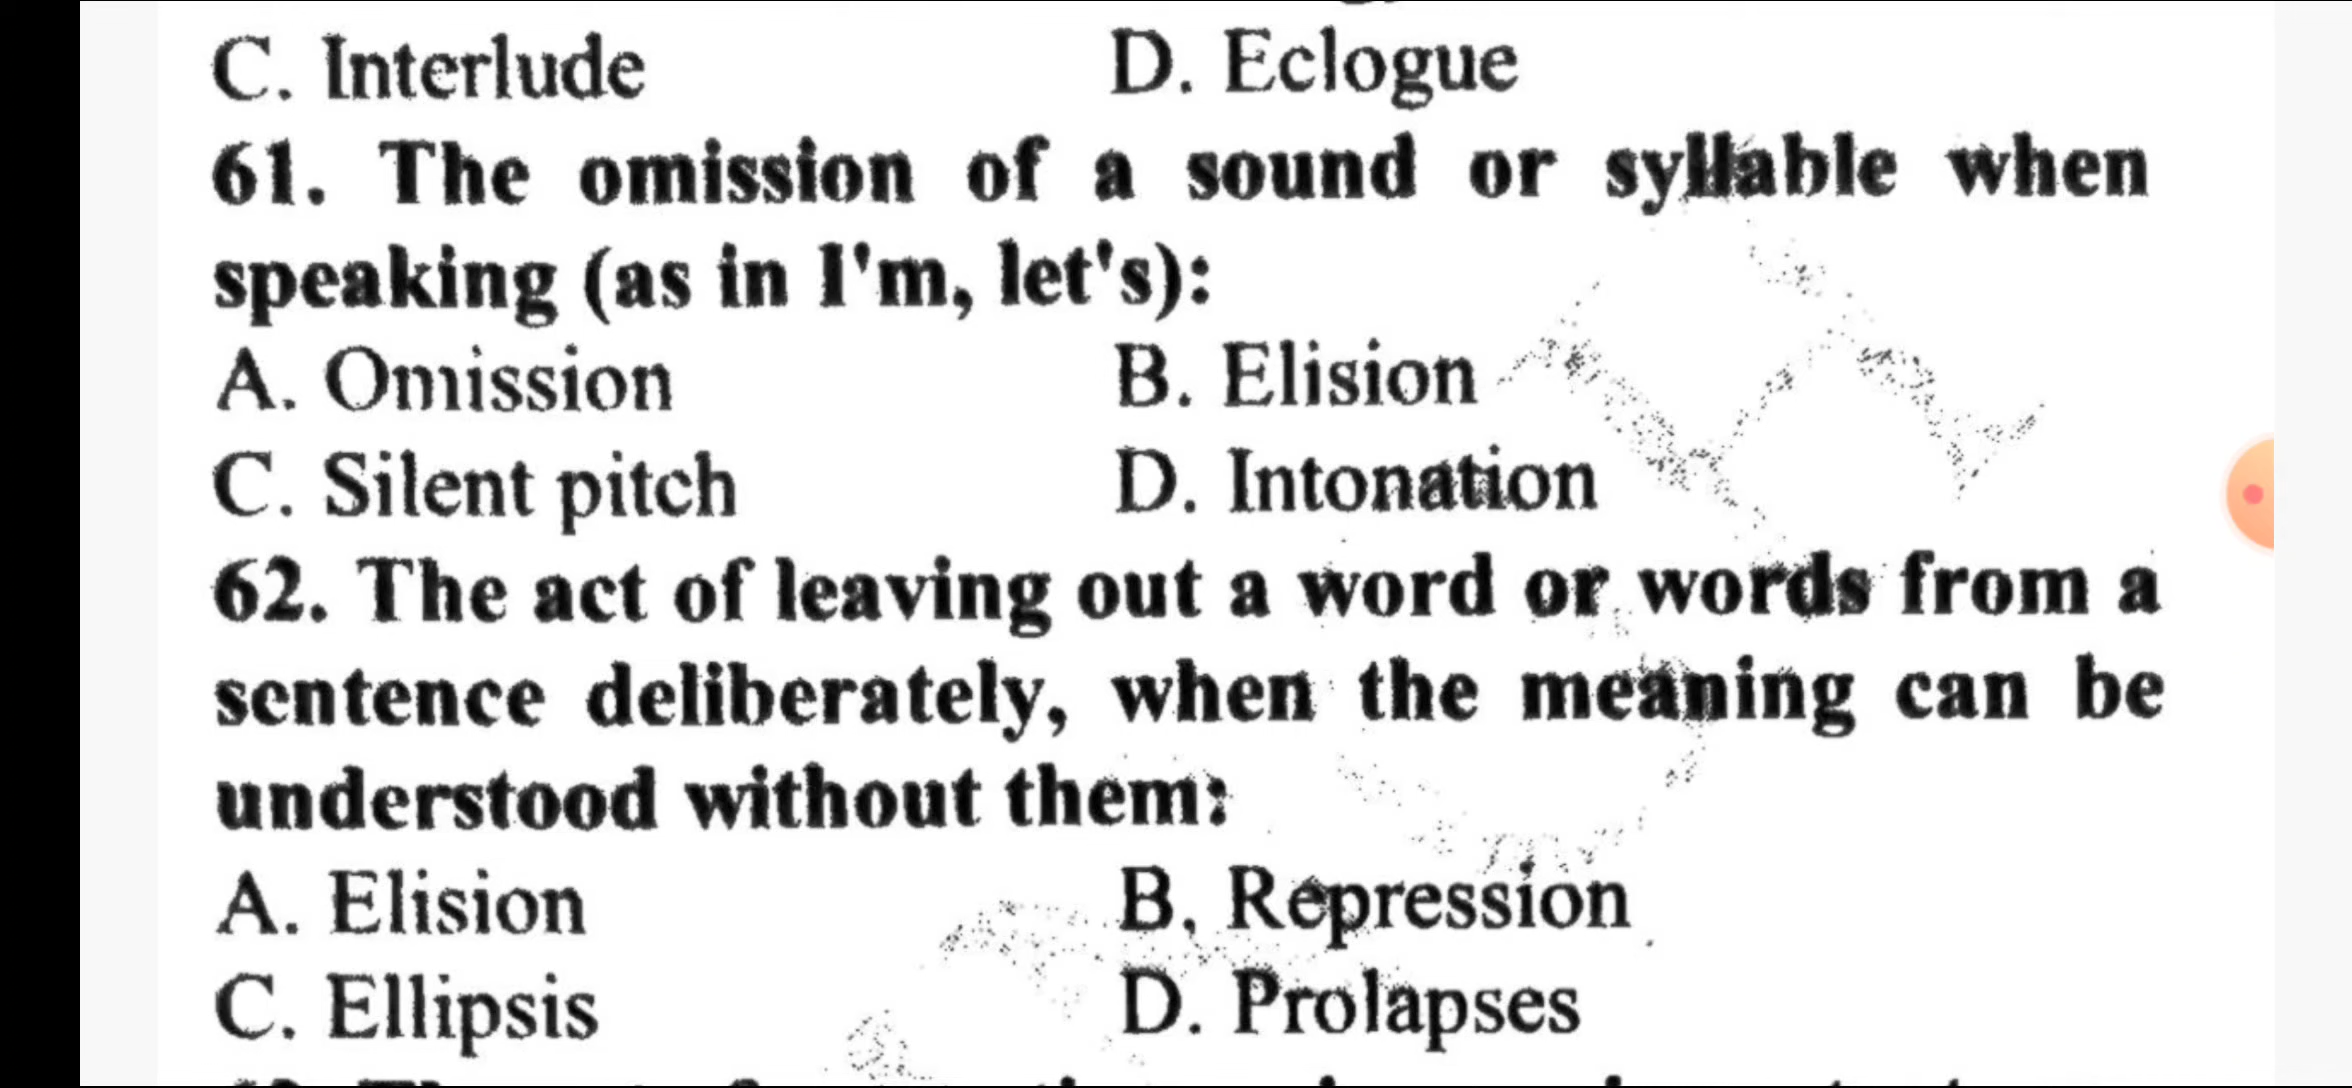 C. Interlude D. Eclogue
61. The omission of a sound or syllable when
speaking (as in I'm, let's):
A. Omission B. Elision
C. Silent pitch D. Intonation
62. The act of leaving out a word or words from a
sentence deliberately, when the meaning can be
understood without them:
A. Elision B. Repression
C. Ellipsis D. Prolapses